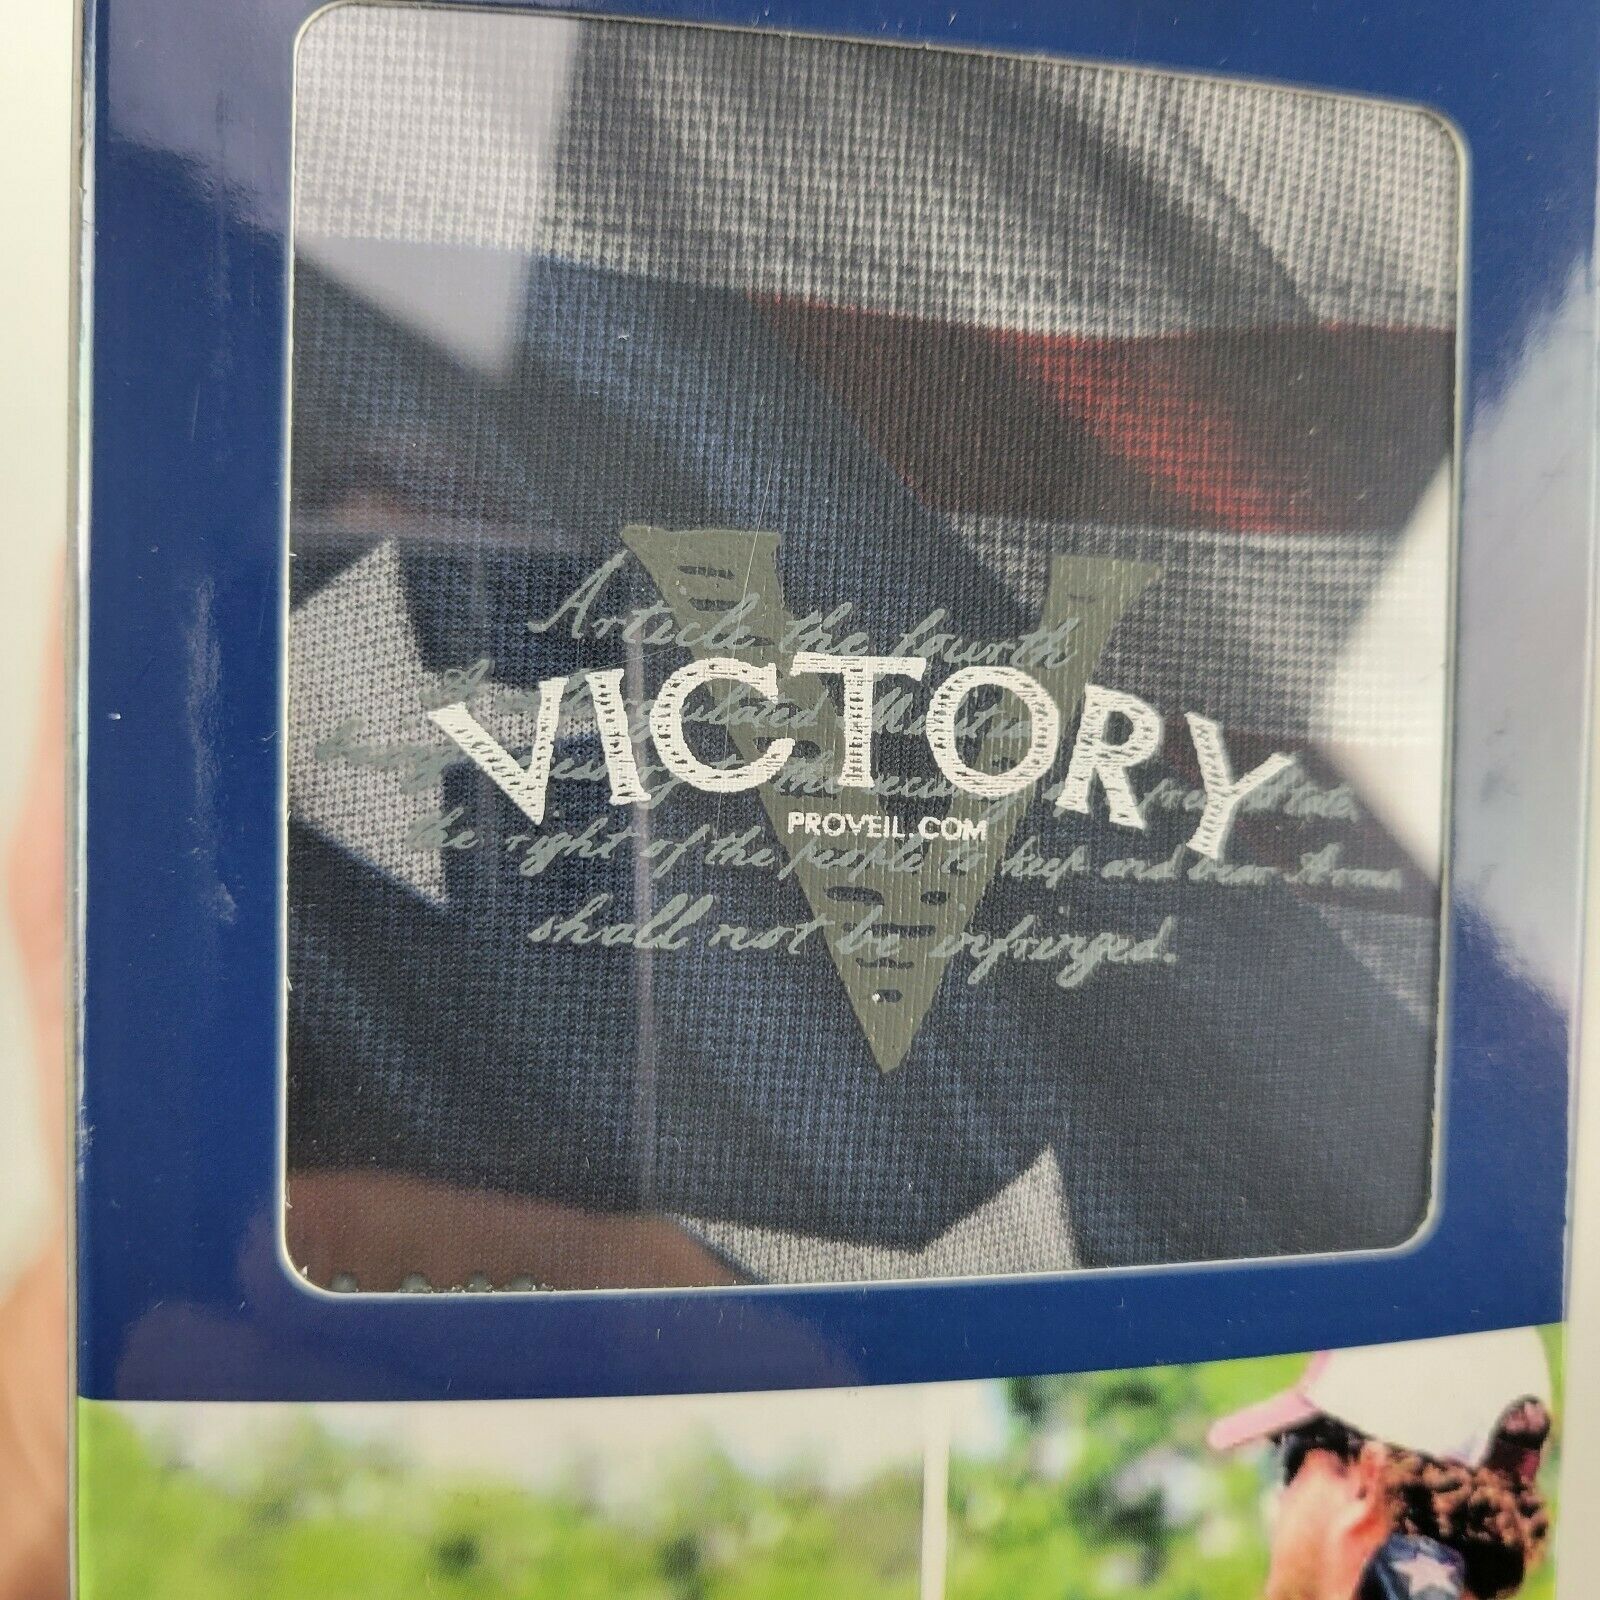 Article the fourth
VICTORY
PROVEIL.COM
the right of the people to keep and bear Arms
shall not be infringed.